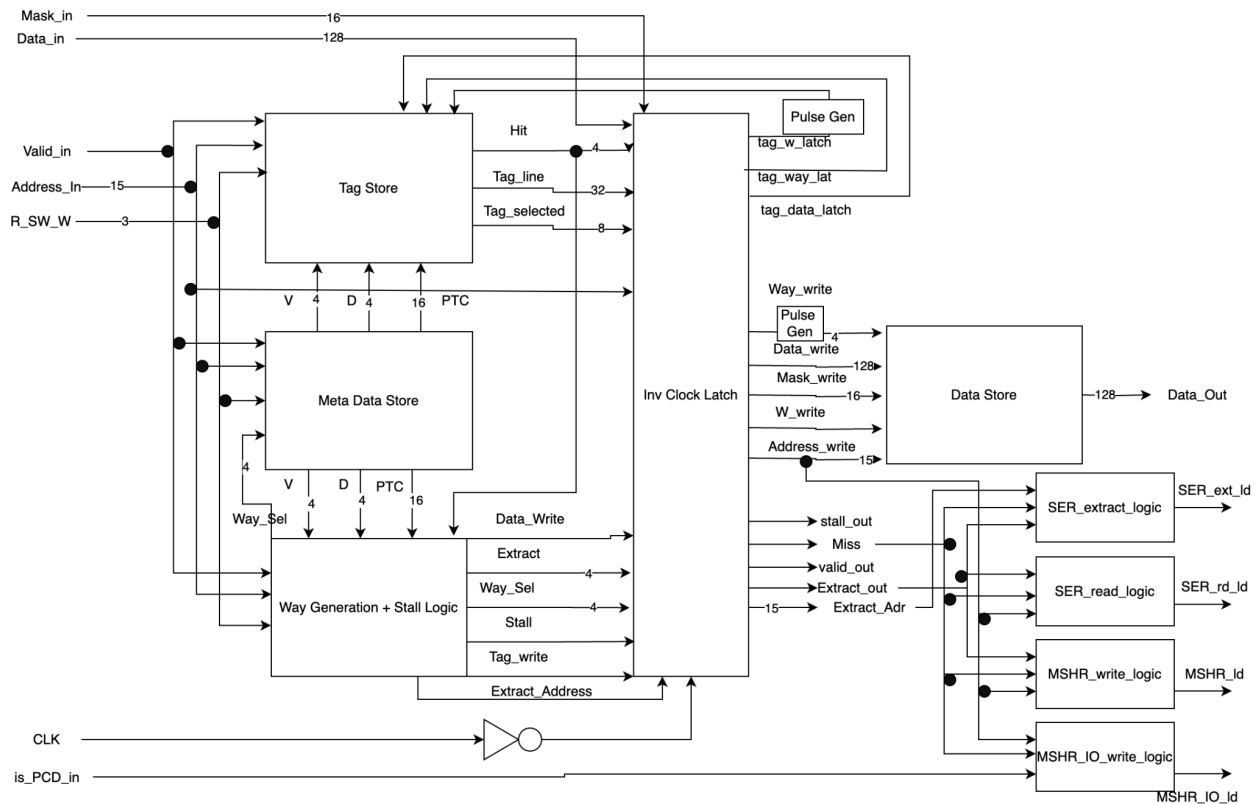 Mask_in
16
Data_in
128
Pulse Gen
Hit
4
tag_w_latch
Valid_in
Tag_line
tag_way_lat
Address_In
15
Tag Store
32
Tag_selected
tag_data_latch
R_SW_W
3
8
V
4
D
4
16
PTC
Way_write
Pulse
Gen
4
Data_write
128
Mask_write
Meta Data Store
Inv Clock Latch
16
Data Store
128
Data_Out
W_write
Address_write
15
4
V
4
D
4
PTC
16
SER_ext_ld
Way_Sel
Data_Write
stall_out
SER_extract_logic
Miss
Extract
4
valid_out
Way_Sel
Extract_out
SER_read_logic
SER_rd_ld
Way Generation + Stall Logic
4
15
Extract_Adr
Stall
Tag_write
MSHR_write_logic
MSHR_ld
Extract_Address
CLK
MSHR_IO_write_logic
is_PCD_in
MSHR_IO_ld